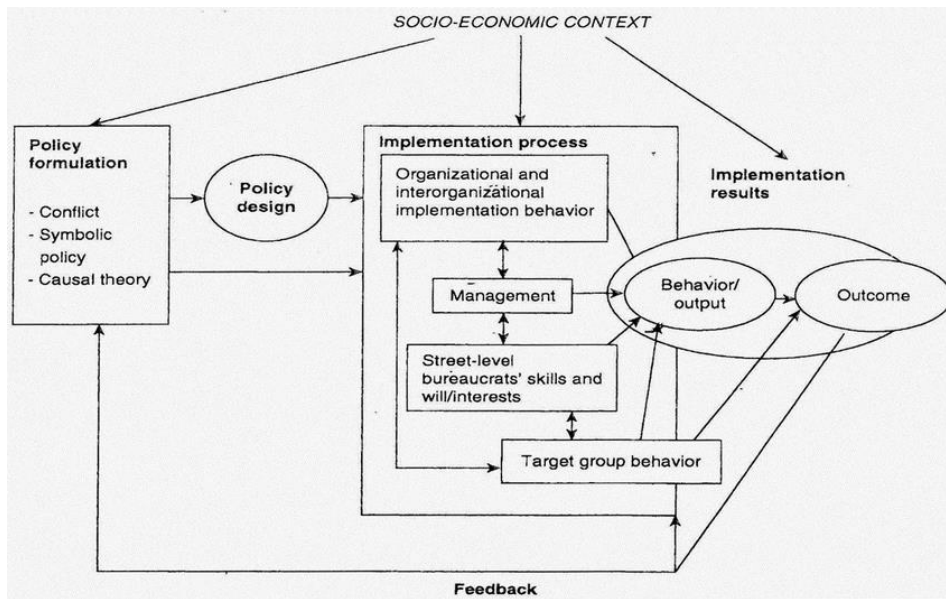 SOCIO-ECONOMIC CONTEXT
Policy
formulation
- Conflict
- Symbolic
policy
- Causal theory
Policy
design
Implementation process
Organizational and
interorganizational
implementation behavior
Management
Street-level
bureaucrats' skills and
will/interests
Target group behavior
Implementation
results
Behavior/
output
Outcome
Feedback